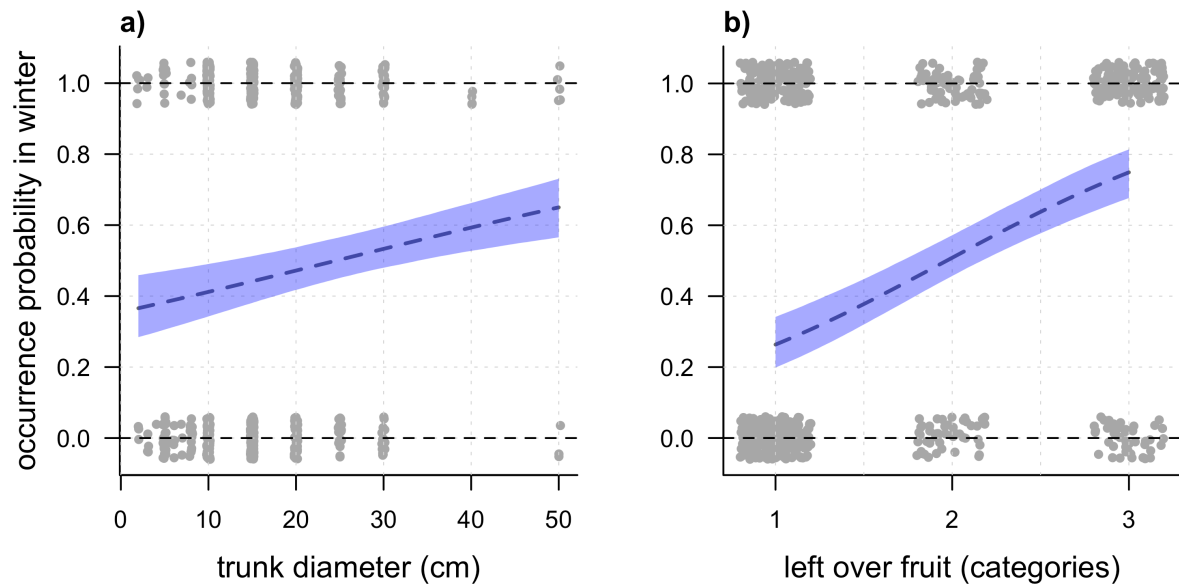 a)
occurrence probability in winter
1.0
0.8
0.6
0.4
0.2
0.0
0 10 20 30 40 50
trunk diameter (cm)
b)
1.0
0.8
0.6
0.4
0.2
0.0
1 2 3
left over fruit (categories)